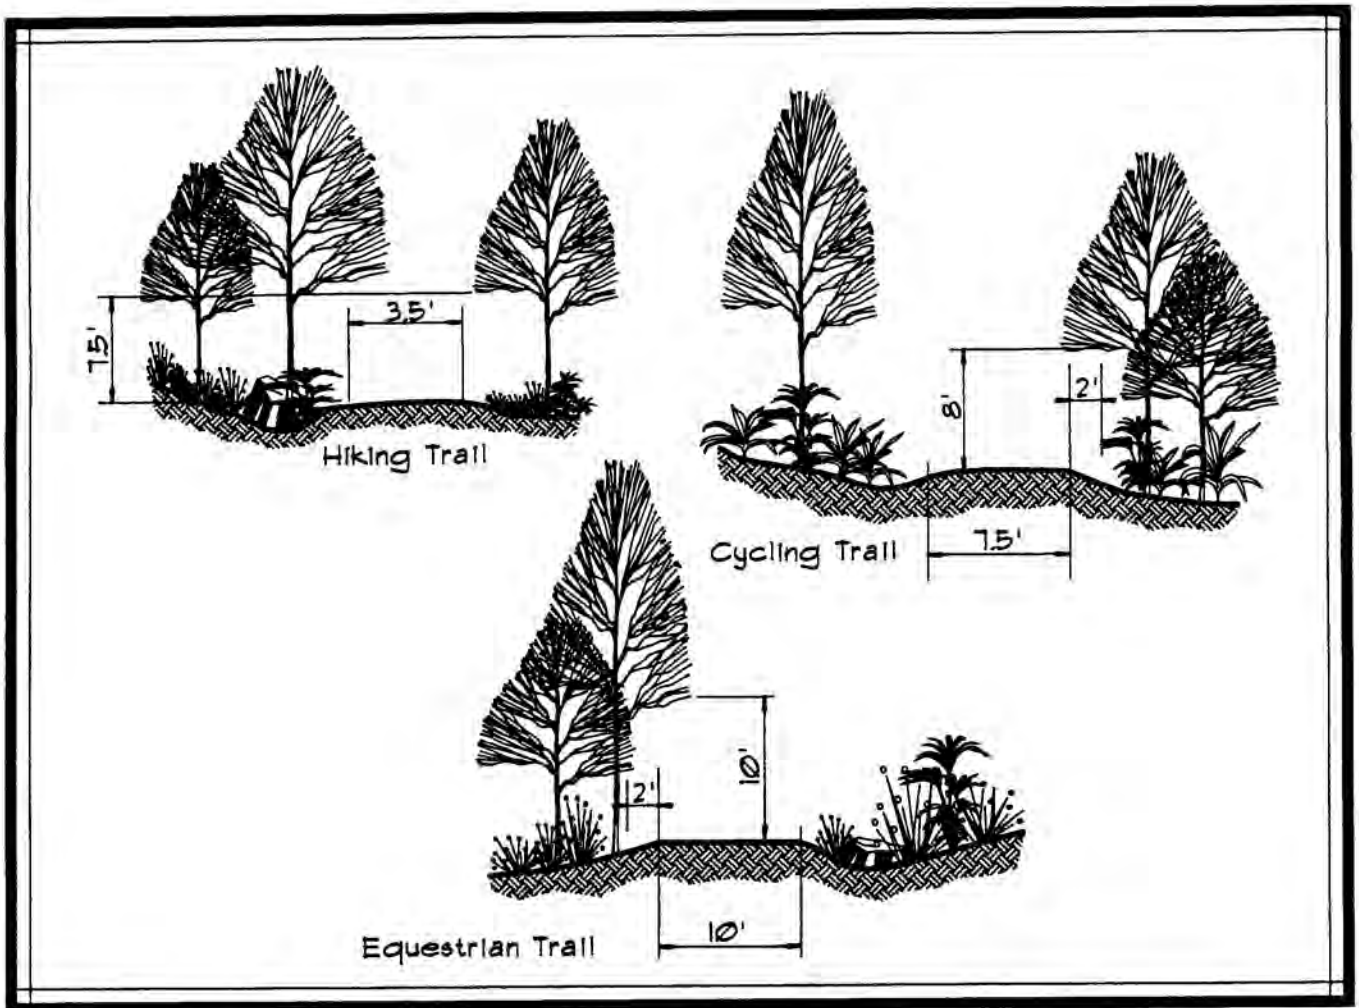 3.5'
7.5'
Hiking Trail
2'
8'
Cycling Trail
7.5'
10'
2'
Equestrian Trail
10'